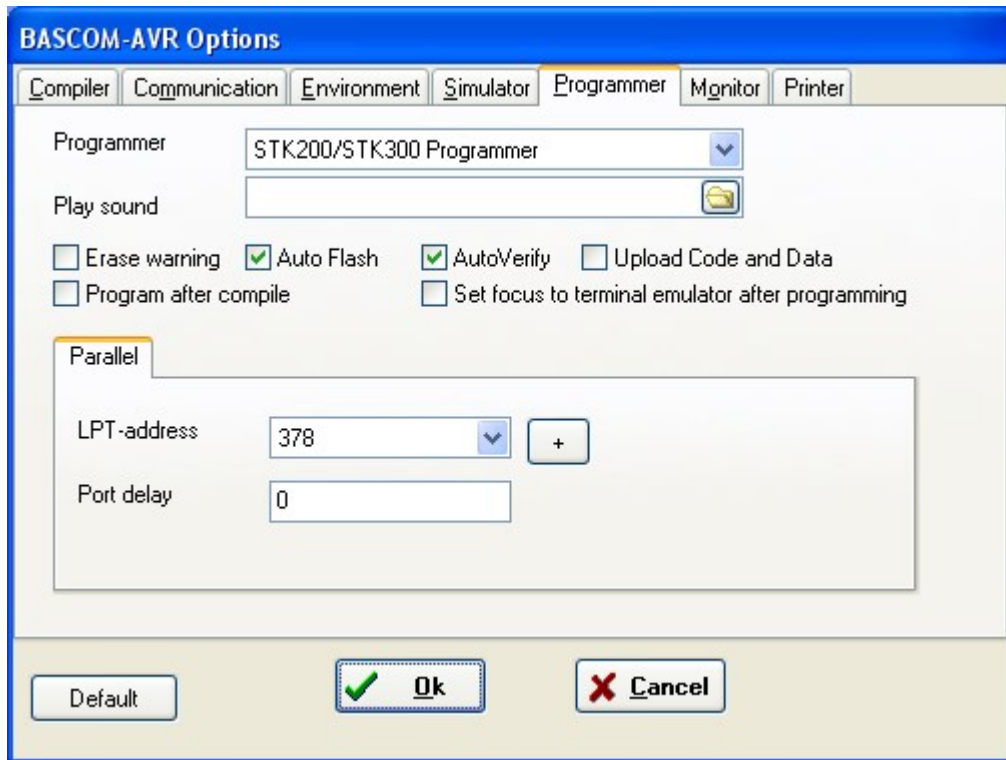 BASCOM-AVR Options
Compiler Communication Environment Simulator Programmer Monitor Printer
Programmer STK200/STK300 Programmer
Play sound
Erase warning Auto Flash AutoVerify Upload Code and Data
Program after compile Set focus to terminal emulator after programming
Parallel
LPT-address 378 +
Port delay 0
Default Ok Cancel